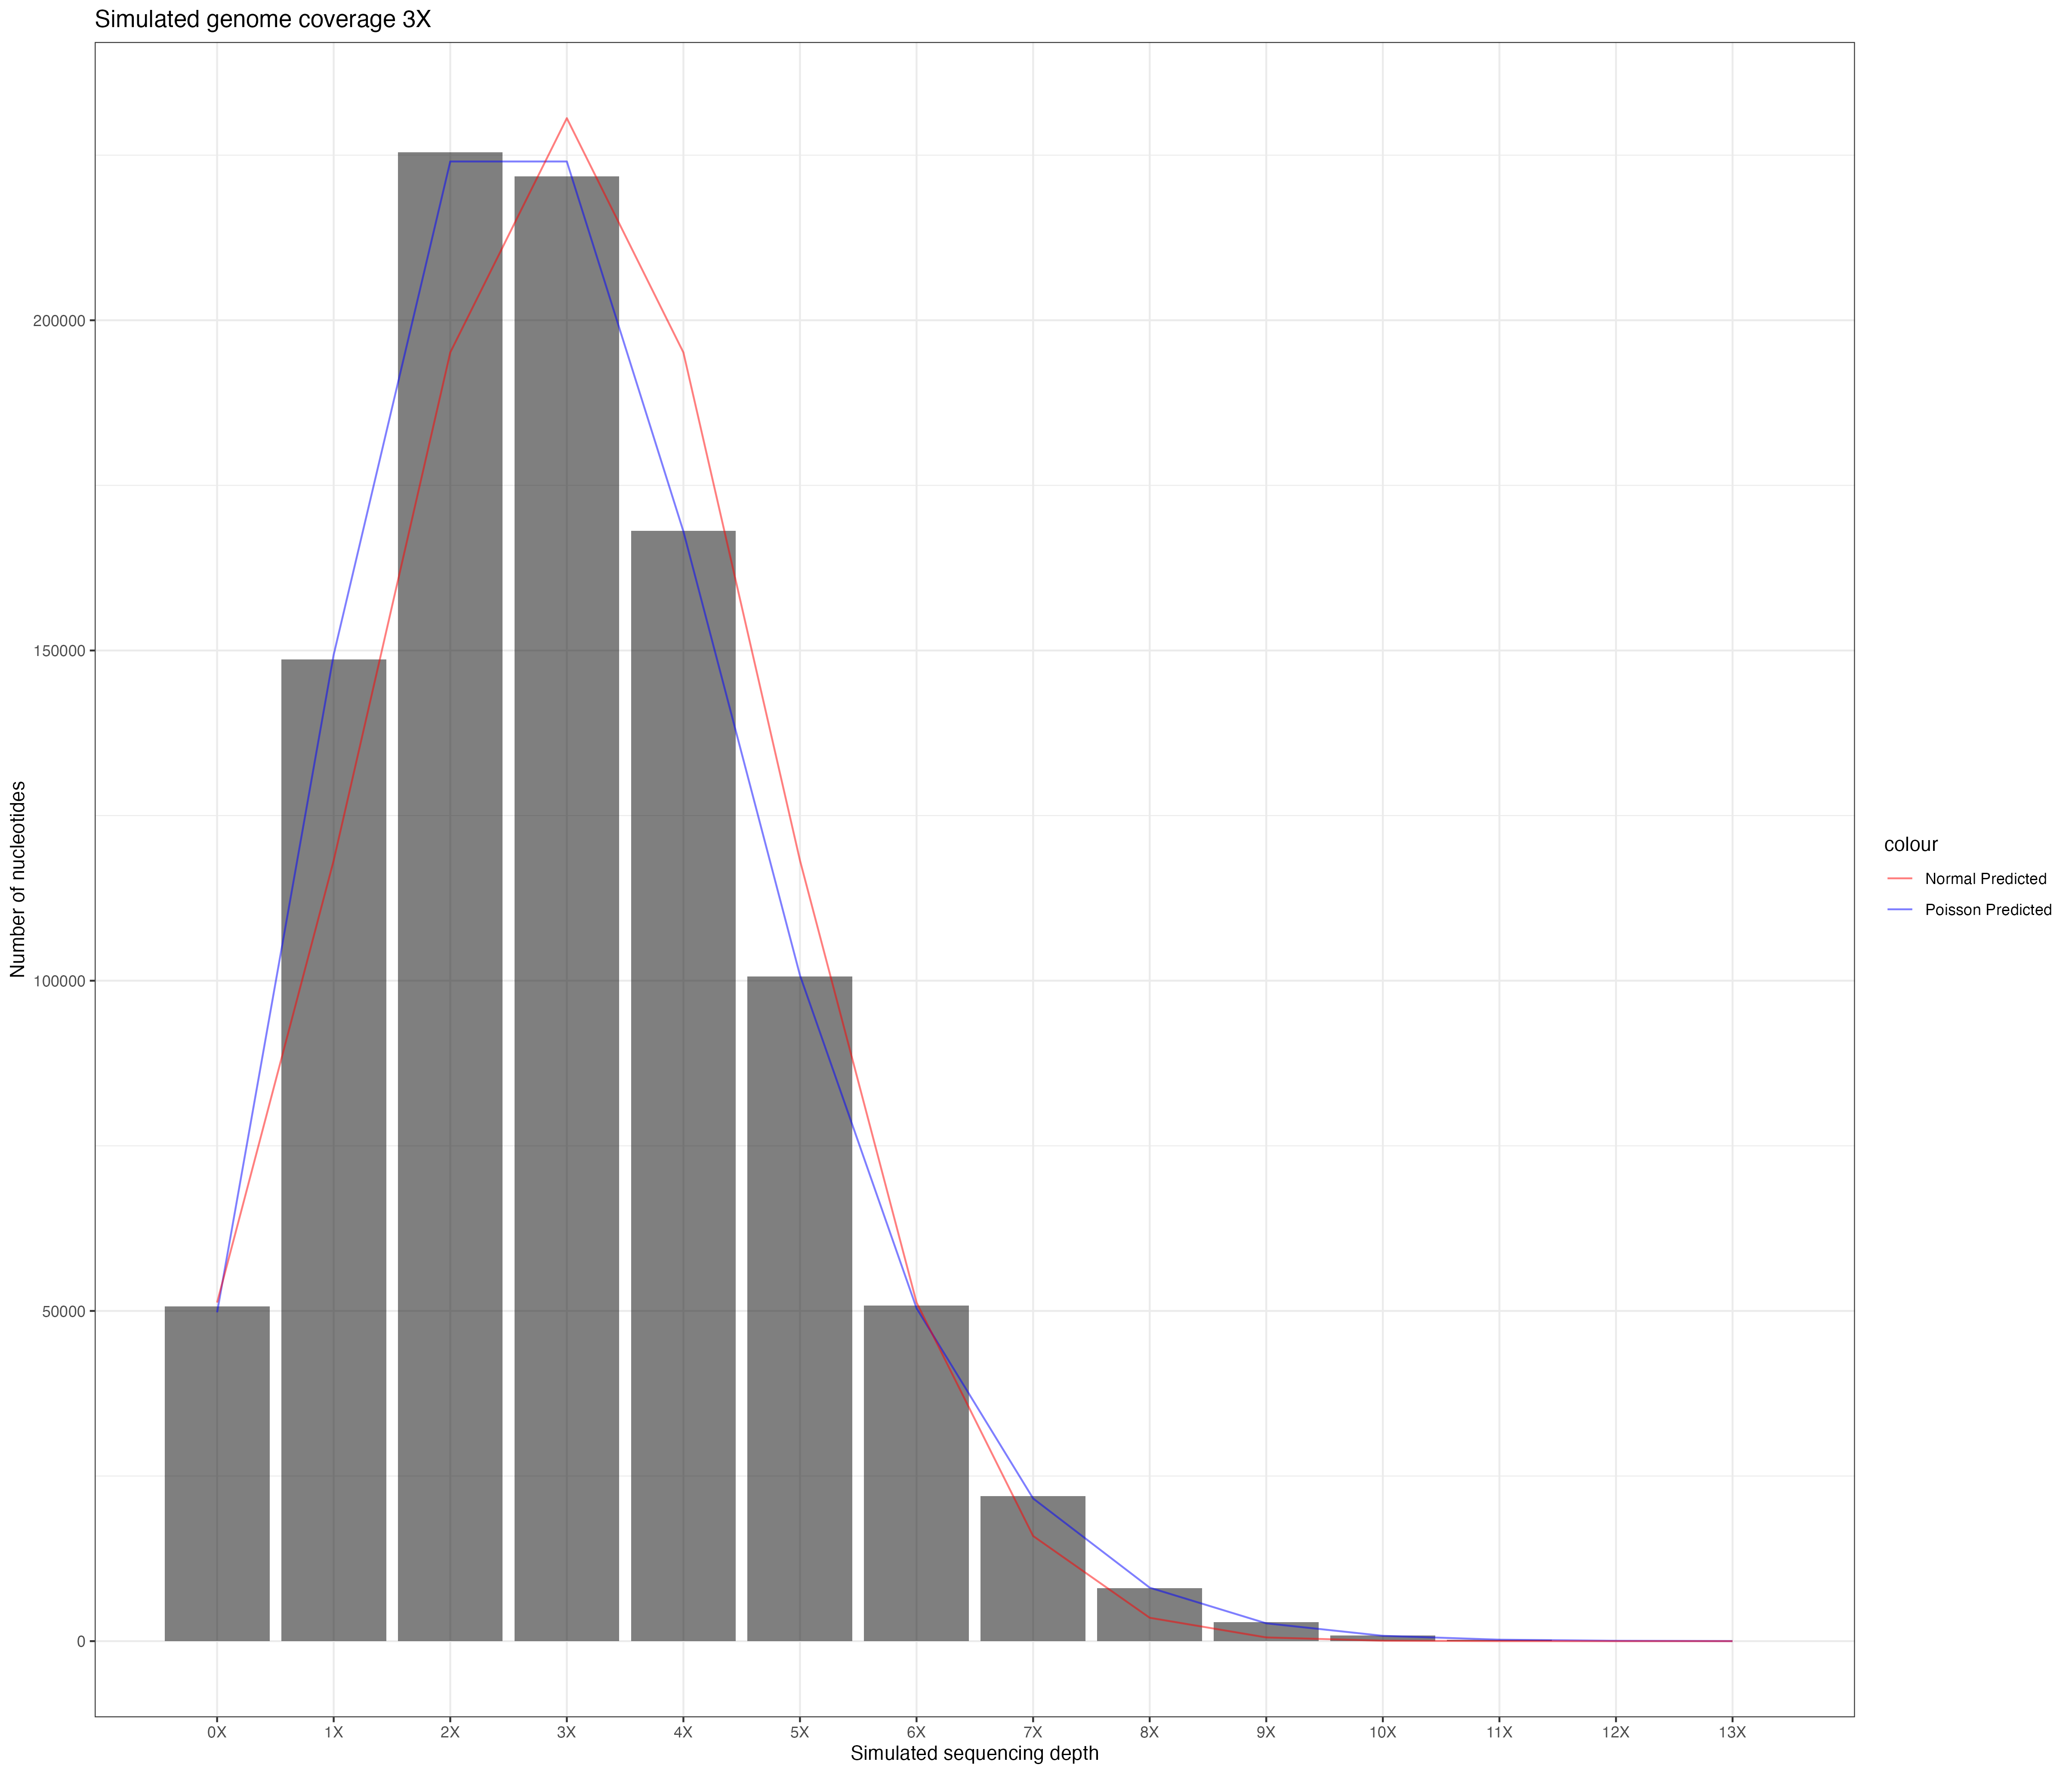 Simulated genome coverage 3X
Number of nucleotides
200000
150000
100000
50000
0
0X 1X 2X 3X 4X 5X 6X 7X 8X 9X 10X 11X 12X 13X
Simulated sequencing depth
colour
Normal Predicted
Poisson Predicted